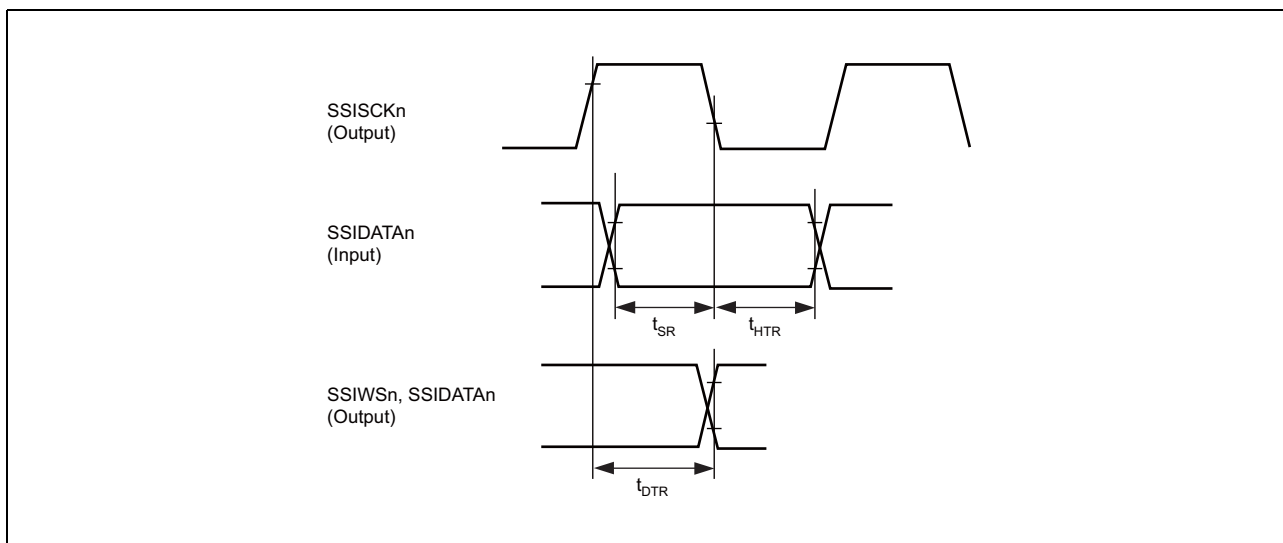 SSISCKn
(Output)
SSIDATAn
(Input)
tSR
tHTR
SSIWSn, SSIDATAn
(Output)
tDTR